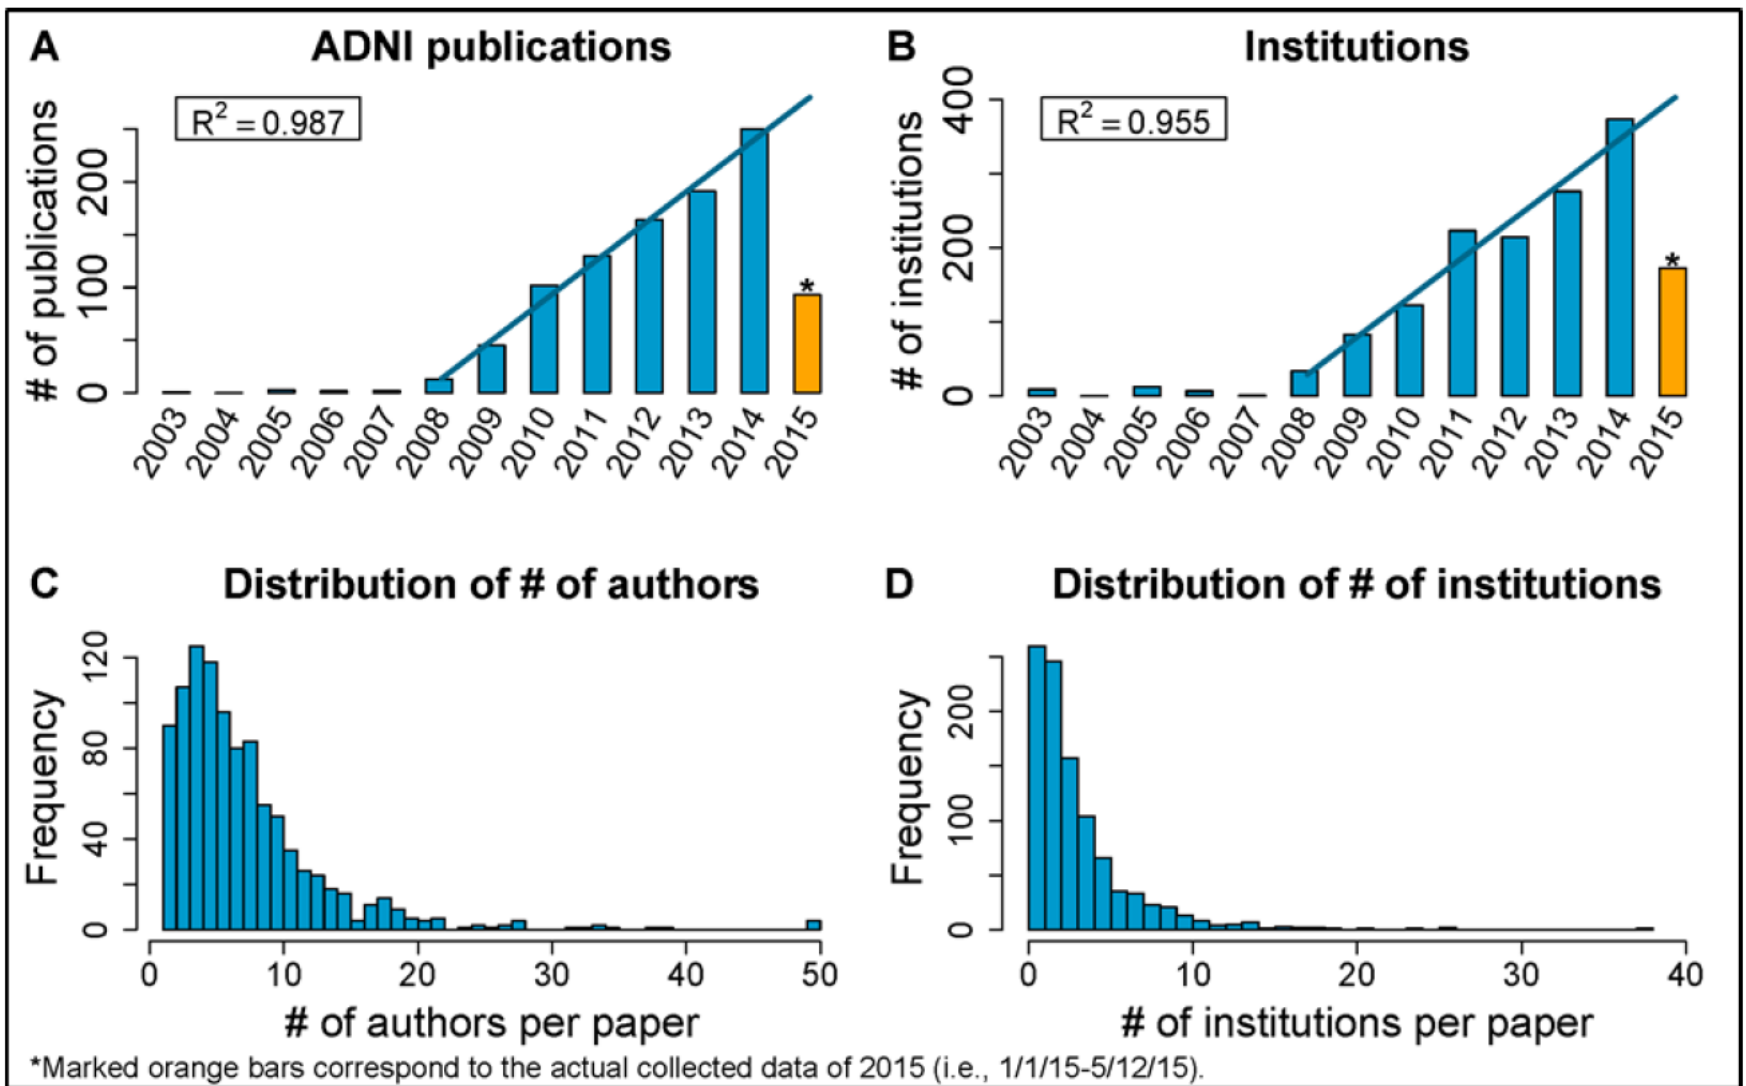 A
ADNI publications
R2 = 0.987
# of publications
0
100
200
2003
2004
2005
2006
2007
2008
2009
2010
2011
2012
2013
2014
2015
*
B
Institutions
R2 = 0.955
# of institutions
0
200
400
2003
2004
2005
2006
2007
2008
2009
2010
2011
2012
2013
2014
2015
*
C
Distribution of # of authors
Frequency
0
40
80
120
0 10 20 30 40 50
# of authors per paper
D
Distribution of # of institutions
Frequency
0
100
200
0 10 20 30 40
# of institutions per paper
*Marked orange bars correspond to the actual collected data of 2015 (i.e., 1/1/15-5/12/15).